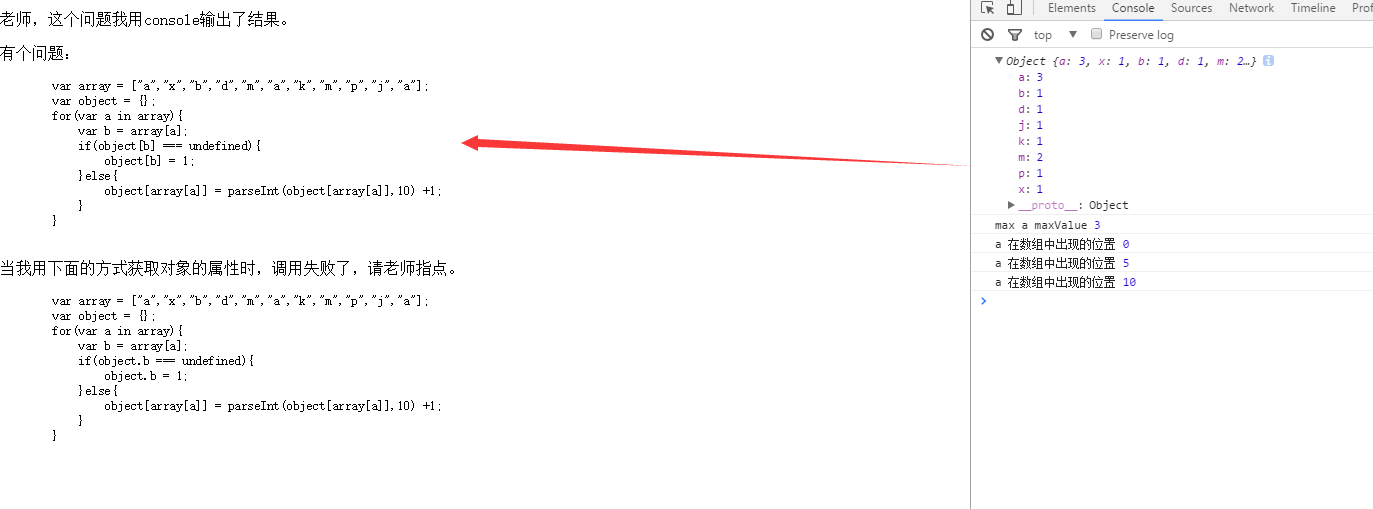 老师，这个问题我用console输出了结果。
有个问题：
var array = ["a","x","b","d","m","a","k","m","p","j","a"];
var object = {};
for(var a in array){
var b = array[a];
if(object[b] === undefined){
object[b] = 1;
}else{
object[array[a]] = parseInt(object[array[a]],10) +1;
}
}
当我用下面的方式获取对象的属性时，调用失败了，请老师指点。
var array = ["a","x","b","d","m","a","k","m","p","j","a"];
var object = {};
for(var a in array){
var b = array[a];
if(object.b === undefined){
object.b = 1;
}else{
object[array[a]] = parseInt(object[array[a]],10) +1;
}
}
Elements Console Sources Network Timeline Prof
top ▼ Preserve log
▼Object {a: 3, x: 1, b: 1, d: 1, m: 2…} i
a: 3
b: 1
d: 1
j: 1
k: 1
m: 2
p: 1
x: 1
▶__proto__: Object
max a maxValue 3
a 在数组中出现的位置 0
a 在数组中出现的位置 5
a 在数组中出现的位置 10
>